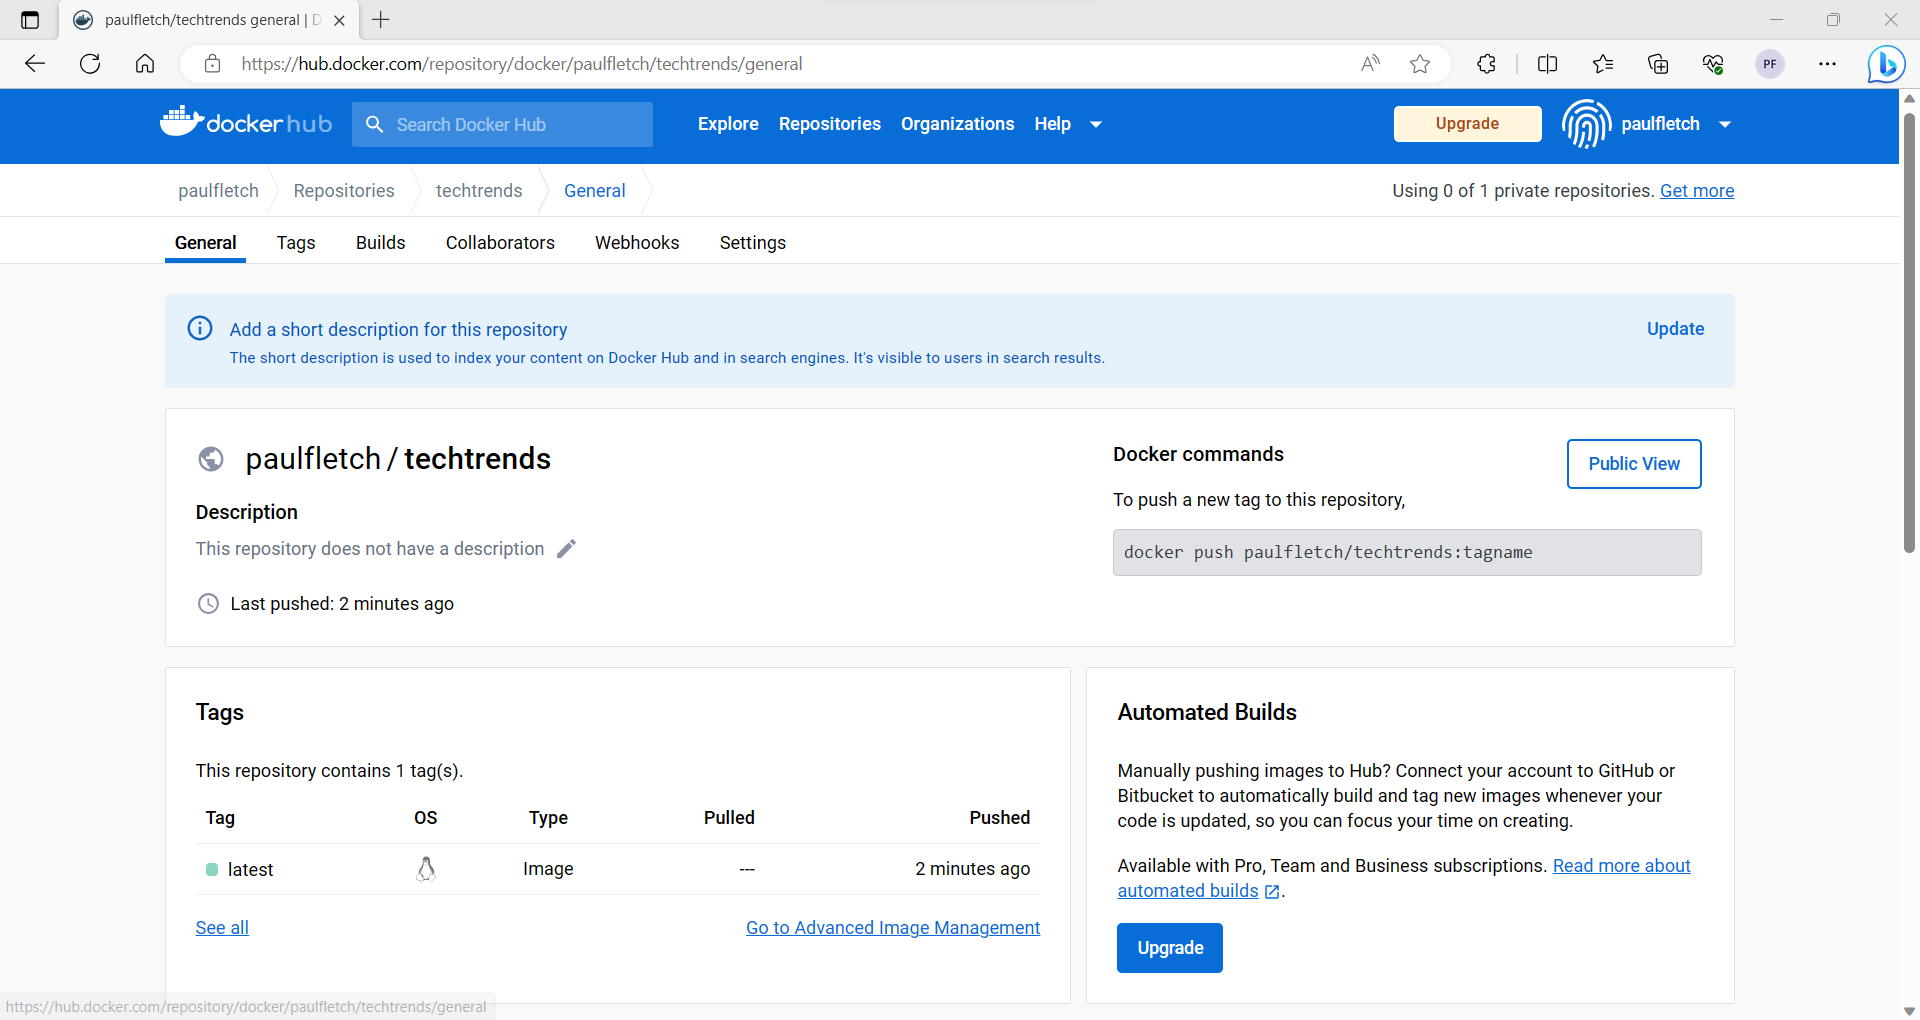 paulfletch/techtrends general | D
https://hub.docker.com/repository/docker/paulfletch/techtrends/general
PF
dockerhub
Search Docker Hub
Explore Repositories Organizations Help
Upgrade
paulfletch
paulfletch Repositories techtrends General
Using 0 of 1 private repositories. Get more
General Tags Builds Collaborators Webhooks Settings
Add a short description for this repository
Update
The short description is used to index your content on Docker Hub and in search engines. It's visible to users in search results.
paulfletch / techtrends
Description
This repository does not have a description
Last pushed: 2 minutes ago
Docker commands
Public View
To push a new tag to this repository,
docker push paulfletch/techtrends:tagname
Tags
This repository contains 1 tag(s).
Tag OS Type Pulled Pushed
latest Image --- 2 minutes ago
See all Go to Advanced Image Management
Automated Builds
Manually pushing images to Hub? Connect your account to GitHub or
Bitbucket to automatically build and tag new images whenever your
code is updated, so you can focus your time on creating.
Available with Pro, Team and Business subscriptions. Read more about
automated builds .
Upgrade
https://hub.docker.com/repository/docker/paulfletch/techtrends/general